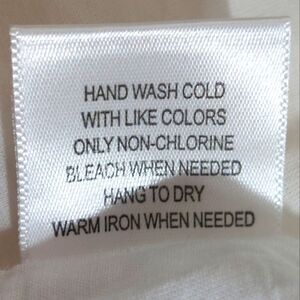 HAND WASH COLD
WITH LIKE COLORS
ONLY NON-CHLORINE
BLEACH WHEN NEEDED
HANG TO DRY
WARM IRON WHEN NEEDED